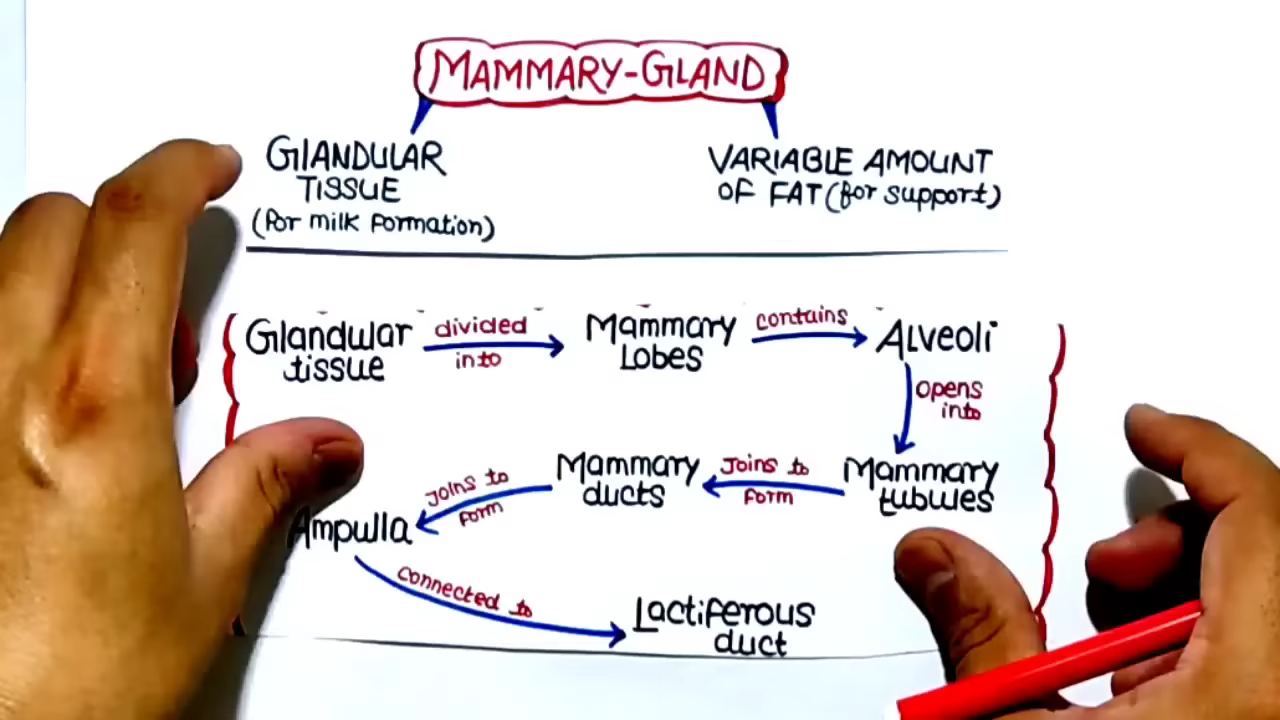 MAMMARY-GLAND
GLANDULAR
TISSUE
(for milk formation)
VARIABLE AMOUNT
OF FAT (for support)
Glandular
tissue
divided
into
Mammary
Lobes
contains
ALveoli
opens
into
Mammary
tubules
Joins to
form
Mammary
ducts
Joins to
form
Ampulla
connected to
Lactiferous
duct